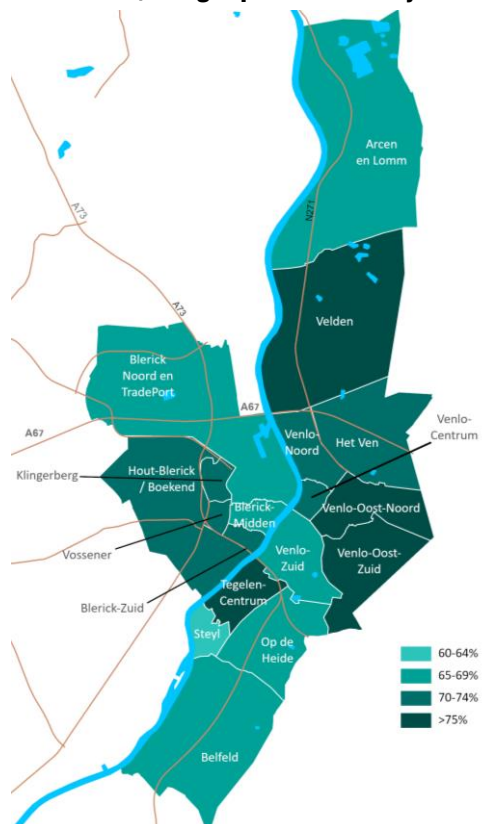 Arcen
en Lomm
N271
A73
A73
Velden
Blerick
Noord en
TradePort
A67
A67
Venlo-
Centrum
Venlo-
Noord
Het Ven
Hout-Blerick
/ Boekend
Klingerberg
Venlo-Oost-Noord
Blerick-
Midden
Vossener
Venlo-
Zuid
Venlo-Oost-
Zuid
Blerick-Zuid
Tegelen-
Centrum
Steyl
Op de
Heide
60-64%
65-69%
70-74%
>75%
Belfeld